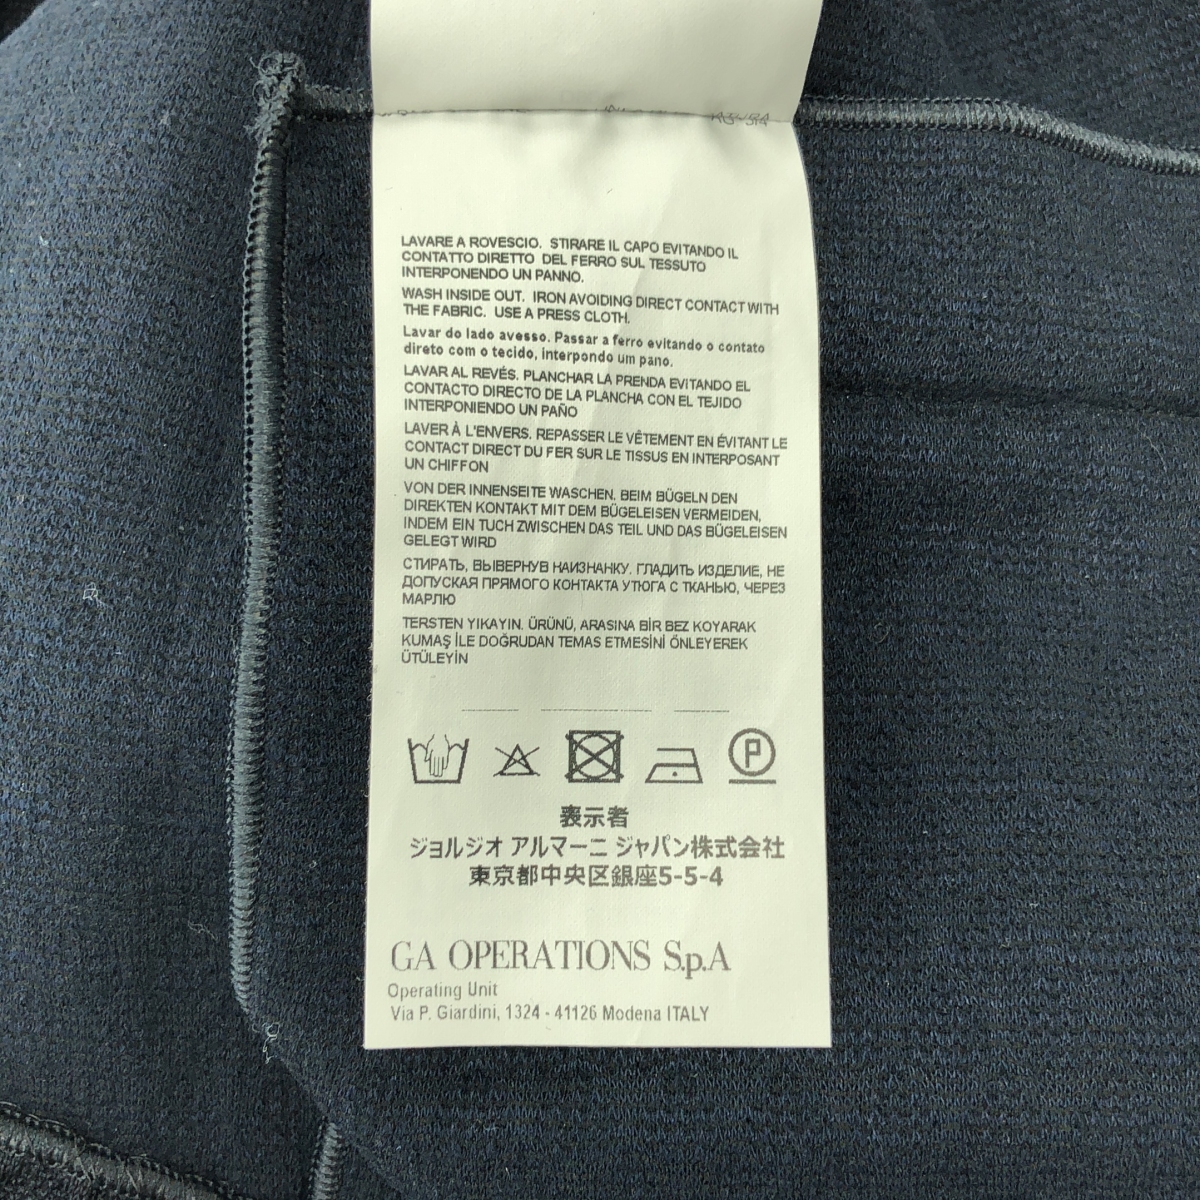 LAVARE A ROVESCIO. STIRARE IL CAPO EVITANDO IL
CONTATTO DIRETTO DEL FERRO SUL TESSUTO
INTERPONENDO UN PANNO.
WASH INSIDE OUT. IRON AVOIDING DIRECT CONTACT WITH
THE FABRIC. USE A PRESS CLOTH.
Lavar do lado avesso. Passar a ferro evitando o contato
direto com o tecido, interpondo um pano.
LAVAR AL REVÉS. PLANCHAR LA PRENDA EVITANDO EL
CONTACTO DIRECTO DE LA PLANCHA CON EL TEJIDO
INTERPONIENDO UN PAÑO
LAVER À L'ENVERS. REPASSER LE VÊTEMENT EN ÉVITANT LE
CONTACT DIRECT DU FER SUR LE TISSUS EN INTERPOSANT
UN CHIFFON
VON DER INNENSEITE WASCHEN. BEIM BÜGELN DEN
DIREKTEN KONTAKT MIT DEM BÜGELEISEN VERMEIDEN,
INDEM EIN TUCH ZWISCHEN DAS TEIL UND DAS BÜGELEISEN
GELEGT WIRD
СТИРАТЬ, ВЫВЕРНУВ НАИЗНАНКУ. ГЛАДИТЬ ИЗДЕЛИЕ, НЕ
ДОПУСКАЯ ПРЯМОГО КОНТАКТА УТЮГА С ТКАНЬЮ, ЧЕРЕЗ
МАРЛЮ
TERSTEN YIKAYIN. ÜRÜNÜ, ARASINA BİR BEZ KOYARAK
KUMAŞ İLE DOĞRUDAN TEMAS ETMESİNİ ÖNLEYEREK
ÜTÜLEYİN
P
表示者
ジョルジオ アルマーニ ジャパン株式会社
東京都中央区銀座5-5-4
GA OPERATIONS S.p.A
Operating Unit
Via P. Giardini, 1324 - 41126 Modena ITALY